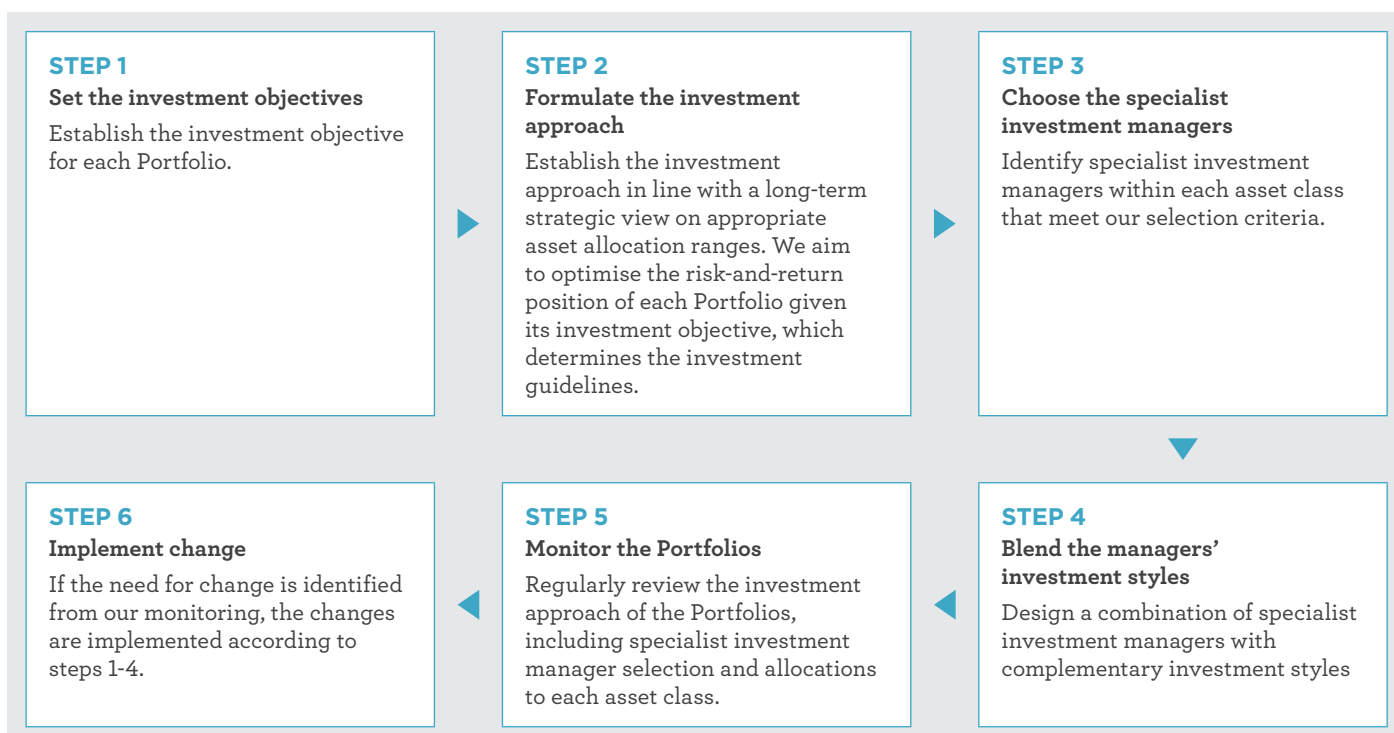 STEP 1
Set the investment objectives
Establish the investment objective
for each Portfolio.
STEP 2
Formulate the investment
approach
Establish the investment
approach in line with a long-term
strategic view on appropriate
asset allocation ranges. We aim
to optimise the risk-and-return
position of each Portfolio given
its investment objective, which
determines the investment
guidelines.
STEP 3
Choose the specialist
investment managers
Identify specialist investment
managers within each asset class
that meet our selection criteria.
STEP 4
Blend the managers’
investment styles
Design a combination of specialist
investment managers with
complementary investment styles
STEP 5
Monitor the Portfolios
Regularly review the investment
approach of the Portfolios,
including specialist investment
manager selection and allocations
to each asset class.
STEP 6
Implement change
If the need for change is identified
from our monitoring, the changes
are implemented according to
steps 1-4.